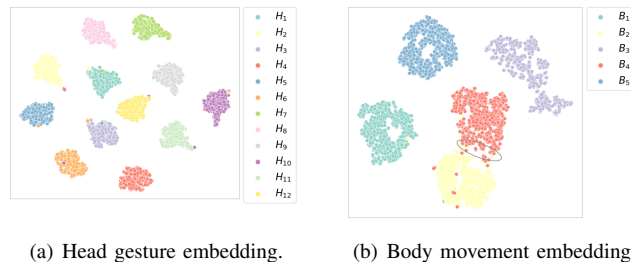 H1
H2
H3
H4
H5
H6
H7
H8
H9
H10
H11
H12
B1
B2
B3
B4
B5
(a) Head gesture embedding.
(b) Body movement embedding